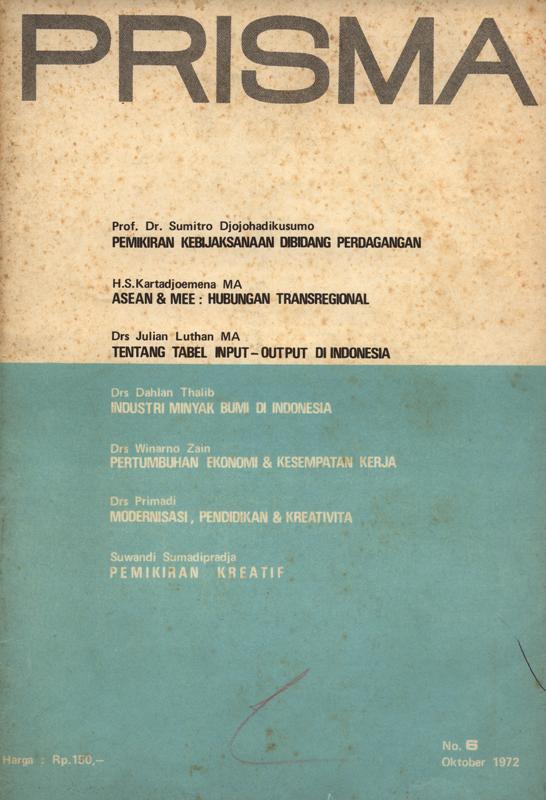 PRISMA
Prof. Dr. Sumitro Djojohadikusumo
PEMIKIRAN KEBIJAKSANAAN DIBIDANG PERDAGANGAN
H.S.Kartadjoemena MA
ASEAN & MEE : HUBUNGAN TRANSREGIONAL
Drs Julian Luthan MA
TENTANG TABEL INPUT-OUTPUT DI INDONESIA
Drs Dahlan Thalib
INDUSTRI MINYAK BUMI DI INDONESIA
Drs Winarno Zain
PERTUMBUHAN EKONOMI & KESEMPATAN KERJA
Drs Primadi
MODERNISASI, PENDIDIKAN & KREATIVITA
Suwandi Sumadipradja
PEMIKIRAN KREATIF
No. 6
Harga : Rp.150,-
Oktober 1972